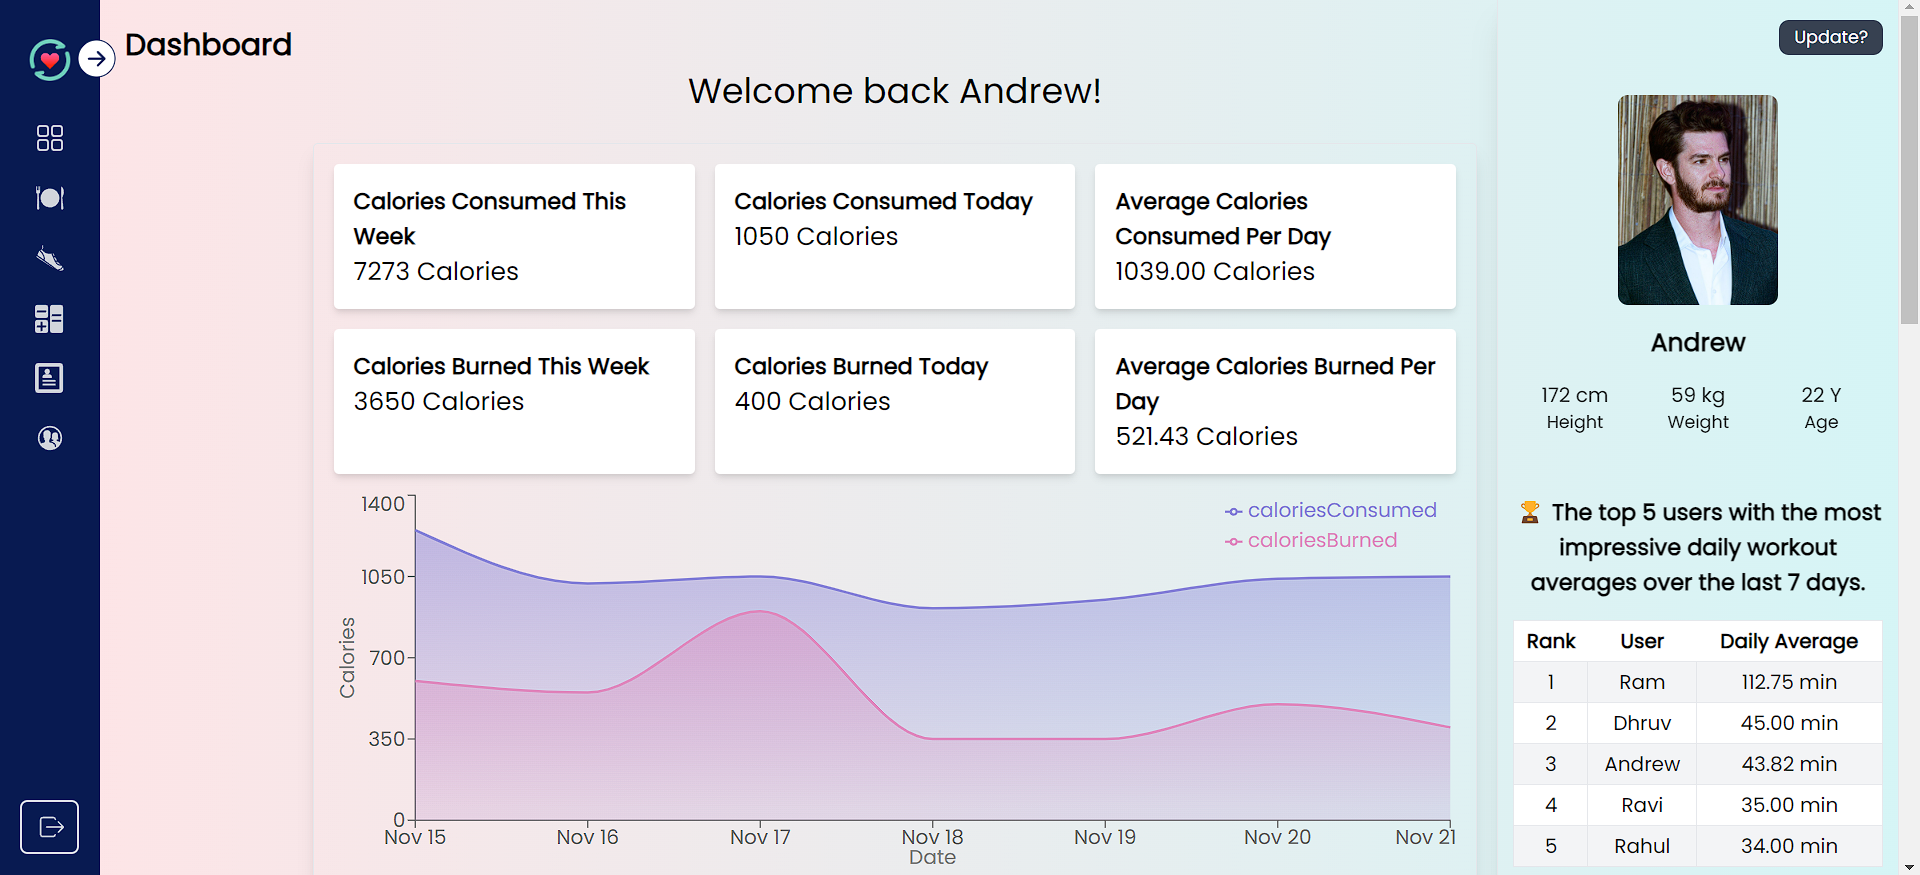 Dashboard
Update?
Welcome back Andrew!
Calories Consumed This
Week
7273 Calories
Calories Consumed Today
1050 Calories
Average Calories
Consumed Per Day
1039.00 Calories
Calories Burned This Week
3650 Calories
Calories Burned Today
400 Calories
Average Calories Burned Per
Day
521.43 Calories
1400
1050
700
350
0
Calories
caloriesConsumed
caloriesBurned
Nov 15 Nov 16 Nov 17 Nov 18 Nov 19 Nov 20 Nov 21
Date
Andrew
172 cm 59 kg 22 Y
Height Weight Age
🏆 The top 5 users with the most
impressive daily workout
averages over the last 7 days.
Rank User Daily Average
1 Ram 112.75 min
2 Dhruv 45.00 min
3 Andrew 43.82 min
4 Ravi 35.00 min
5 Rahul 34.00 min